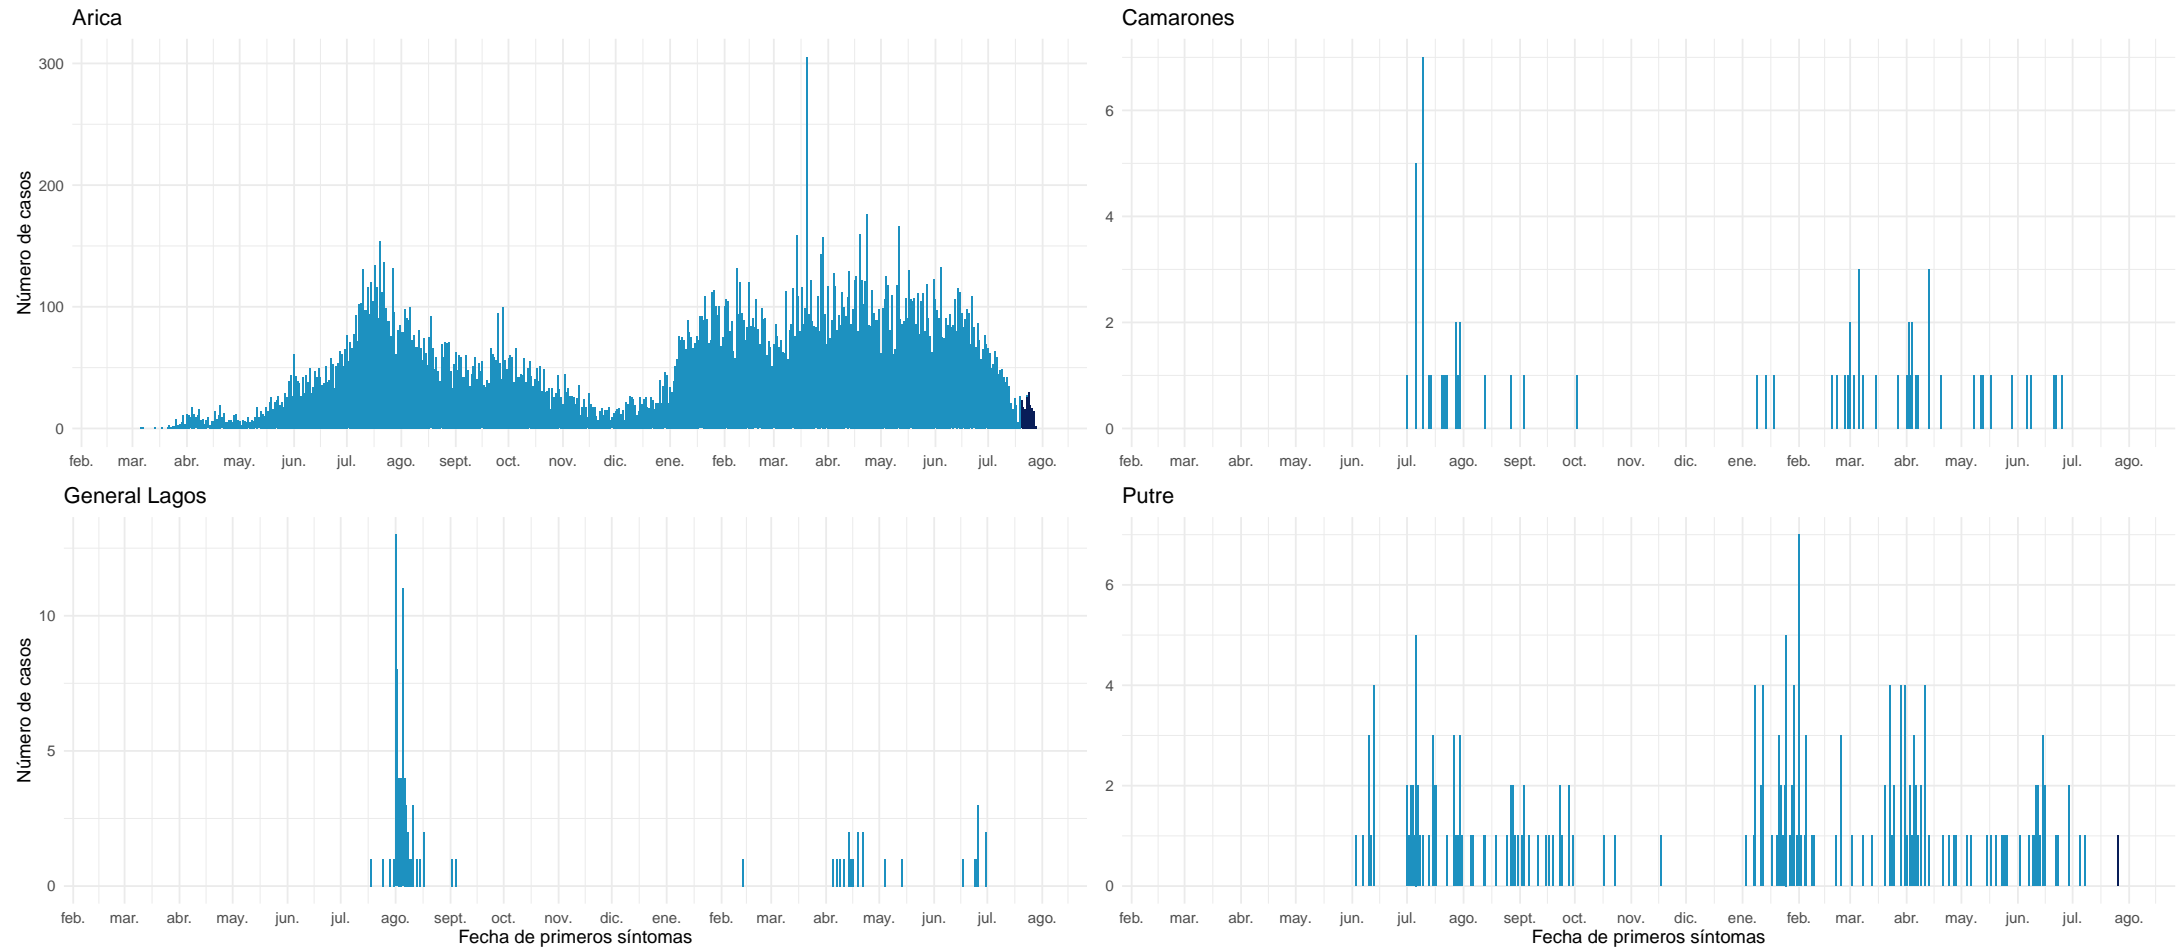 Arica
Camarones
Número de casos
300
200
100
0
6
4
2
0
feb. mar. abr. may. jun. jul. ago. sept. oct. nov. dic. ene. feb. mar. abr. may. jun. jul. ago.
feb. mar. abr. may. jun. jul. ago. sept. oct. nov. dic. ene. feb. mar. abr. may. jun. jul. ago.
General Lagos
Putre
Número de casos
10
5
0
6
4
2
0
feb. mar. abr. may. jun. jul. ago. sept. oct. nov. dic. ene. feb. mar. abr. may. jun. jul. ago.
feb. mar. abr. may. jun. jul. ago. sept. oct. nov. dic. ene. feb. mar. abr. may. jun. jul. ago.
Fecha de primeros síntomas
Fecha de primeros síntomas